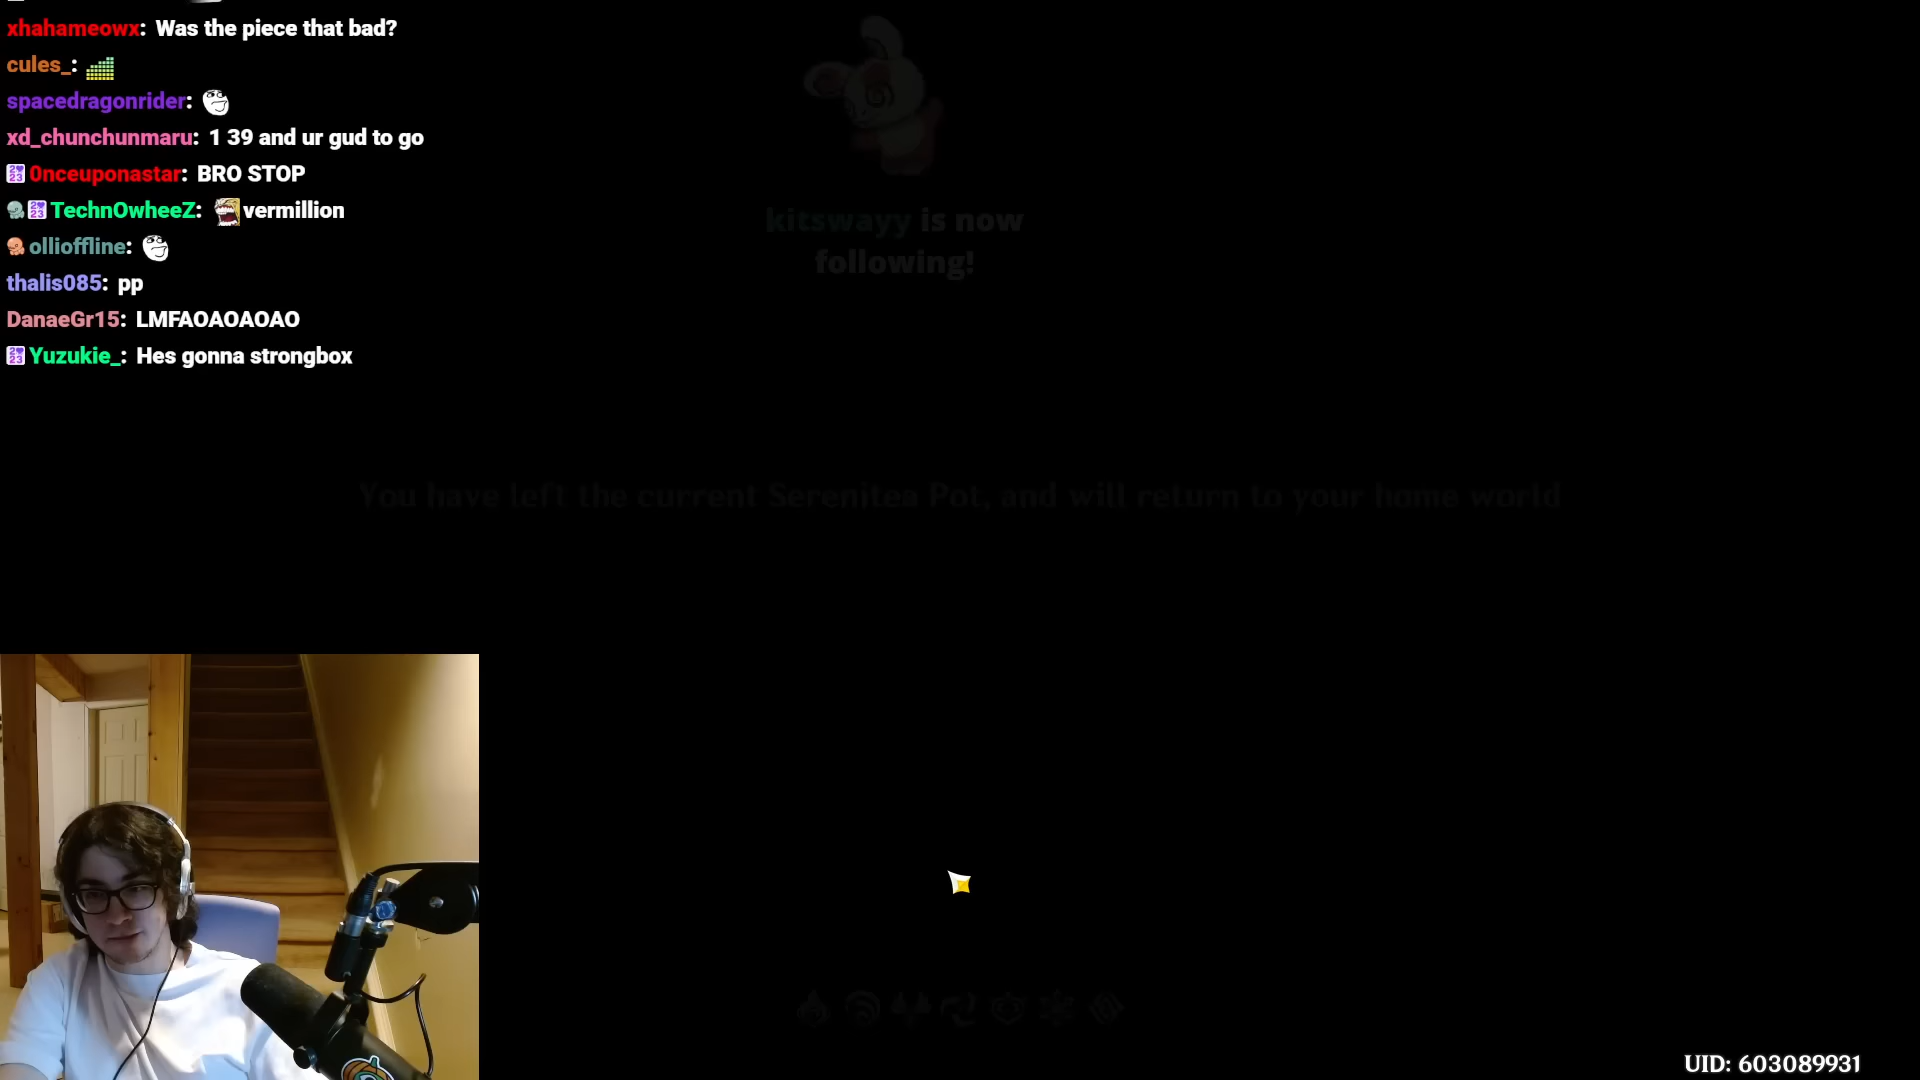 xhahameowx: Was the piece that bad?
cules_:
spacedragonrider:
xd_chunchunmaru: 1 39 and ur gud to go
0nceuponastar: BRO STOP
TechnOwheeZ: vermillion
ollioffline:
thalis085: pp
DanaeGr15: LMFAOAOAOAO
Yuzukie_: Hes gonna strongbox
kitswayy is now
following!
You have left the current Serenitea Pot, and will return to your home world
UID: 603089931